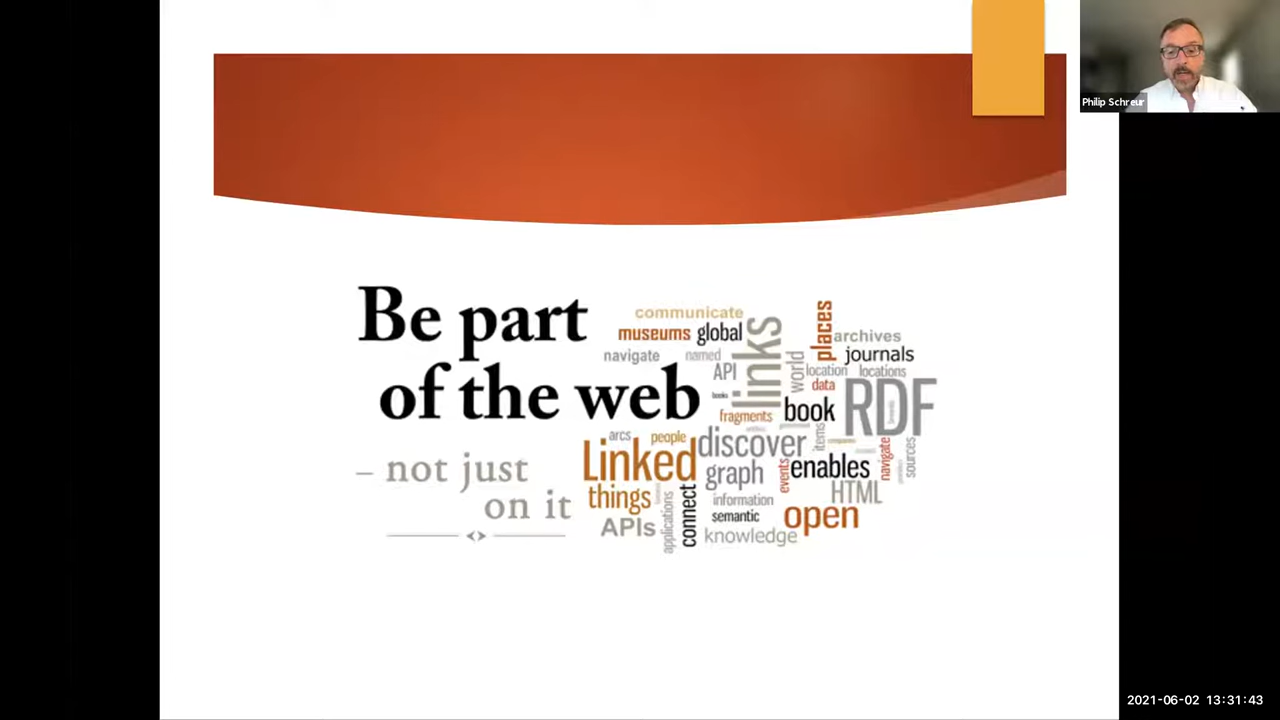 Philip Schreur
Be part
of the web
– not just
on it
communicate
museums global
links
places
archives
navigate
named
world
journals
API
location
locations
data
books
fragments
book
RDF
arcs
people
discover
items
Linked
graph
events
enables
navigate
sources
things
information
HTML
APIs
applications
connect
semantic
open
knowledge
2021-06-02 13:31:43